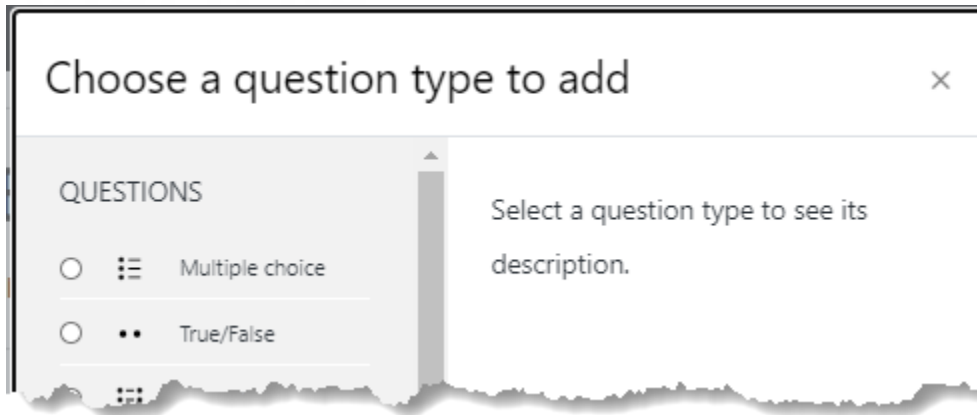 Choose a question type to add
QUESTIONS
Multiple choice
True/False
Select a question type to see its
description.